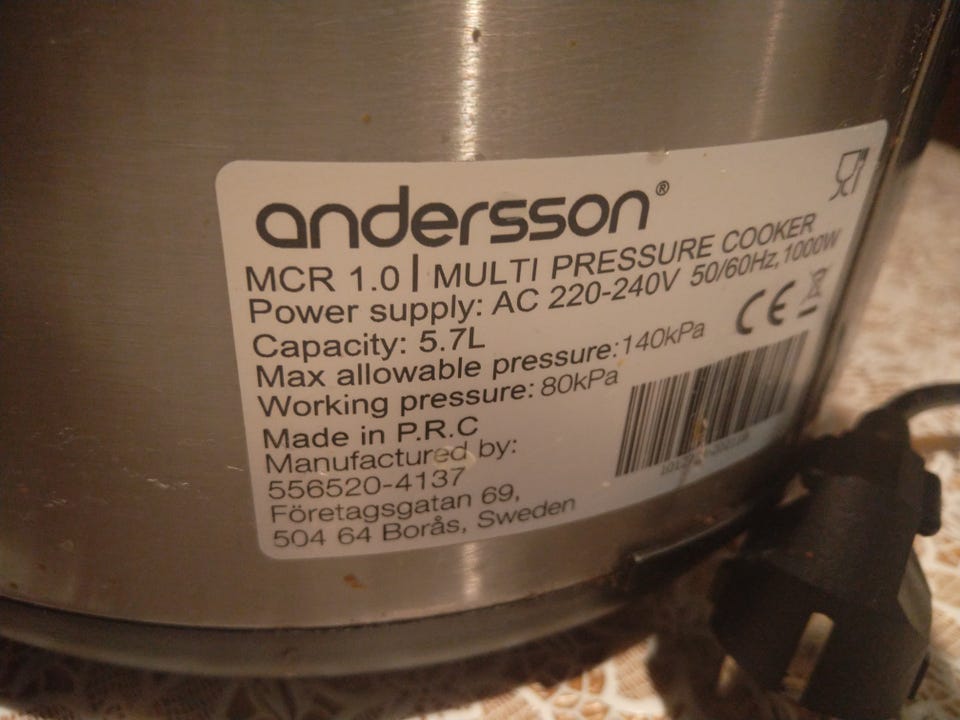 andersson®
MCR 1.0 | MULTI PRESSURE COOKER
Power supply: AC 220-240V 50/60Hz, 1000W
Capacity: 5.7L
Max allowable pressure:140kPa
Working pressure: 80kPa
Made in P.R.C
Manufactured by:
556520-4137
Företagsgatan 69,
504 64 Borås, Sweden
CE